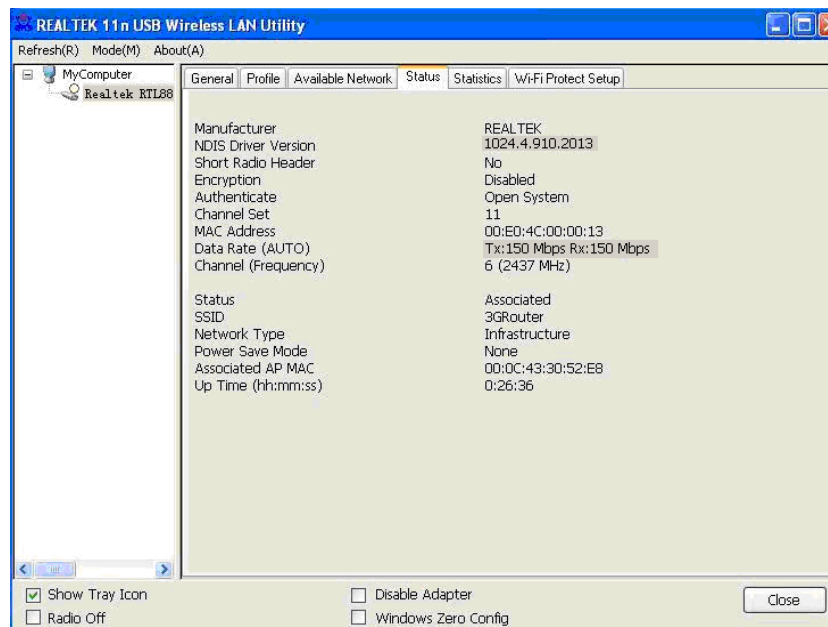 REALTEK 11n USB Wireless LAN Utility
Refresh(R) Mode(M) About(A)
MyComputer
Realtek RTL88
General Profile Available Network Status Statistics Wi-Fi Protect Setup
Manufacturer REALTEK
NDIS Driver Version 1024.4.910.2013
Short Radio Header No
Encryption Disabled
Authenticate Open System
Channel Set 11
MAC Address 00:E0:4C:00:00:13
Data Rate (AUTO) Tx:150 Mbps Rx:150 Mbps
Channel (Frequency) 6 (2437 MHz)
Status Associated
SSID 3GRouter
Network Type Infrastructure
Power Save Mode None
Associated AP MAC 00:0C:43:30:52:E8
Up Time (hh:mm:ss) 0:26:36
Show Tray Icon Disable Adapter
Close
Radio Off Windows Zero Config